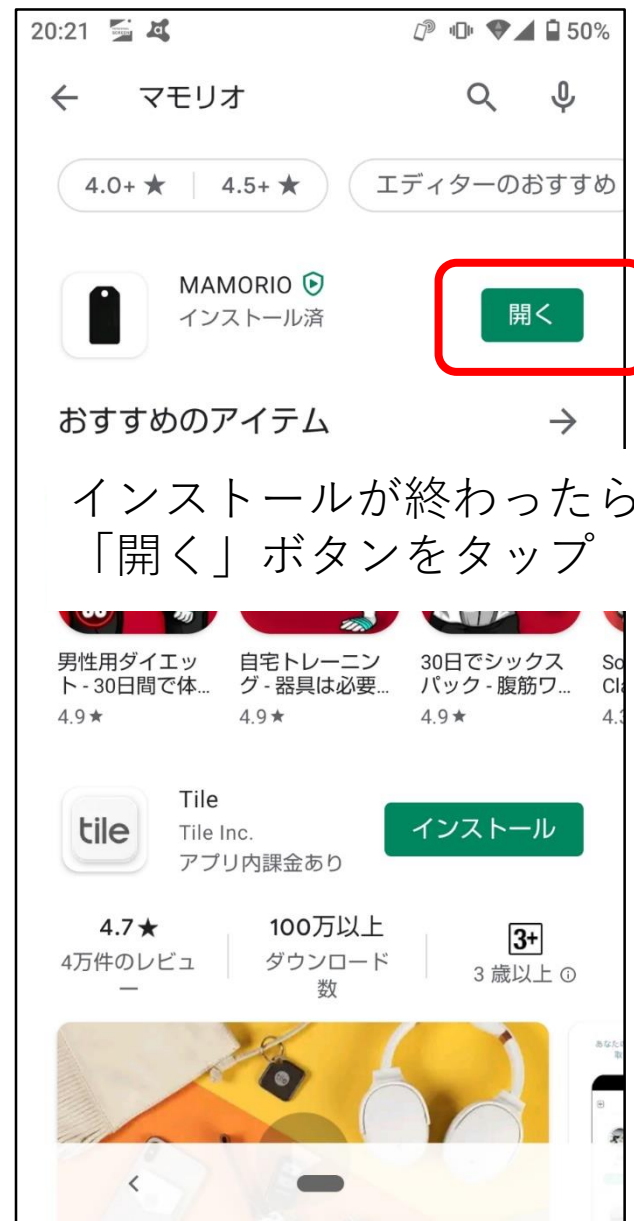 20:21 50%
マモリオ
4.0+ ★ 4.5+ ★ エディターのおすすめ
MAMORIO
インストール済
開く
おすすめのアイテム
インストールが終わったら
「開く」ボタンをタップ
男性用ダイエッ
ト - 30日間で体...
4.9 ★
自宅トレーニン
グ - 器具は必要...
4.9 ★
30日でシックス
パック - 腹筋ワ...
4.9 ★
tile
Tile
Tile Inc.
アプリ内課金あり
インストール
4.7 ★
4万件のレビュ
ー
100万以上
ダウンロード
数
3+
3 歳以上